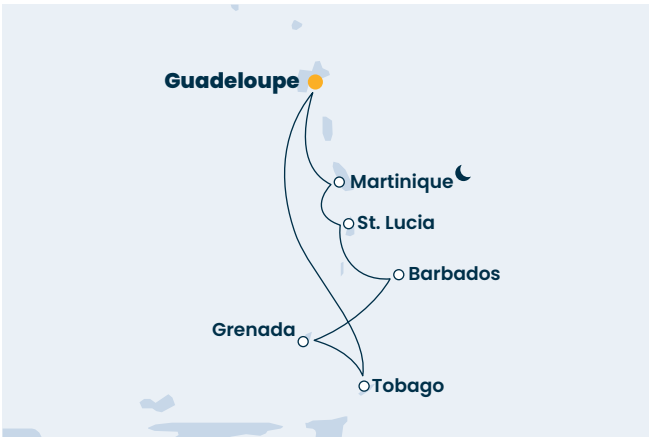 Guadeloupe
Martinique
St. Lucia
Barbados
Grenada
Tobago